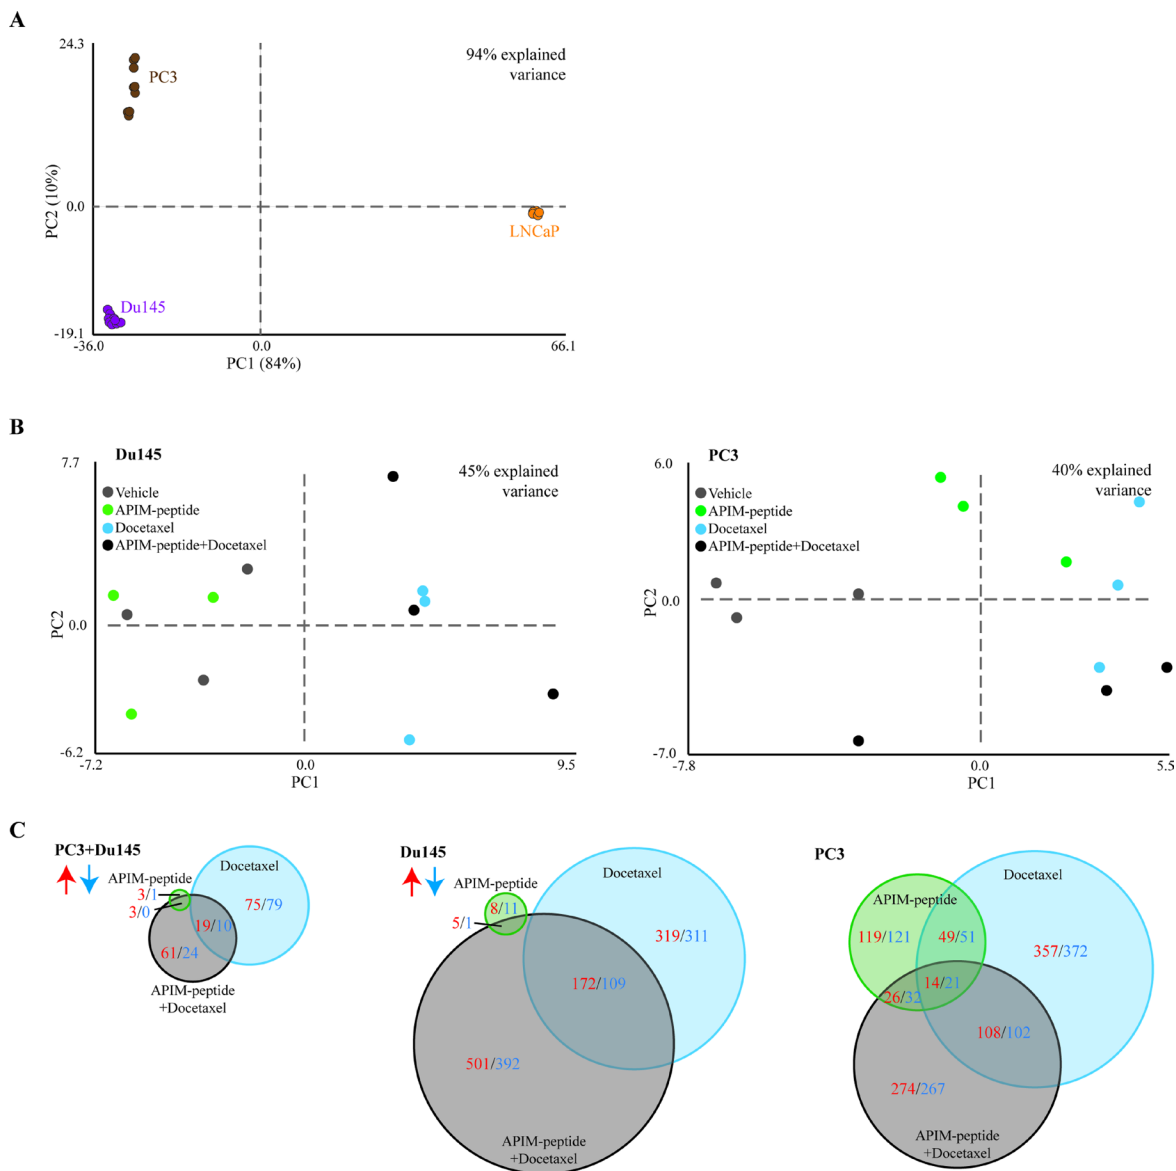 A
24.3
94% explained
variance
PC3
PC2 (10%)
0.0
LNCaP
Du145
-19.1
-36.0
0.0
66.1
PC1 (84%)
B
Du145
7.7
45% explained
variance
Vehicle
APIM-peptide
Docetaxel
APIM-peptide+Docetaxel
PC2
0.0
-6.2
-7.2
0.0
9.5
PC1
PC3
6.0
40% explained
variance
Vehicle
APIM-peptide
Docetaxel
APIM-peptide+Docetaxel
PC2
0.0
-7.0
-7.8
0.0
5.5
PC1
C
PC3+Du145
Docetaxel
APIM-peptide
3/1
3/0
75/79
19/10
61/24
APIM-peptide
+Docetaxel
Du145
Docetaxel
APIM-peptide
8/11
5/1
319/311
172/109
501/392
APIM-peptide
+Docetaxel
PC3
Docetaxel
APIM-peptide
119/121
49/51
357/372
14/21
26/32
108/102
274/267
APIM-peptide
+Docetaxel